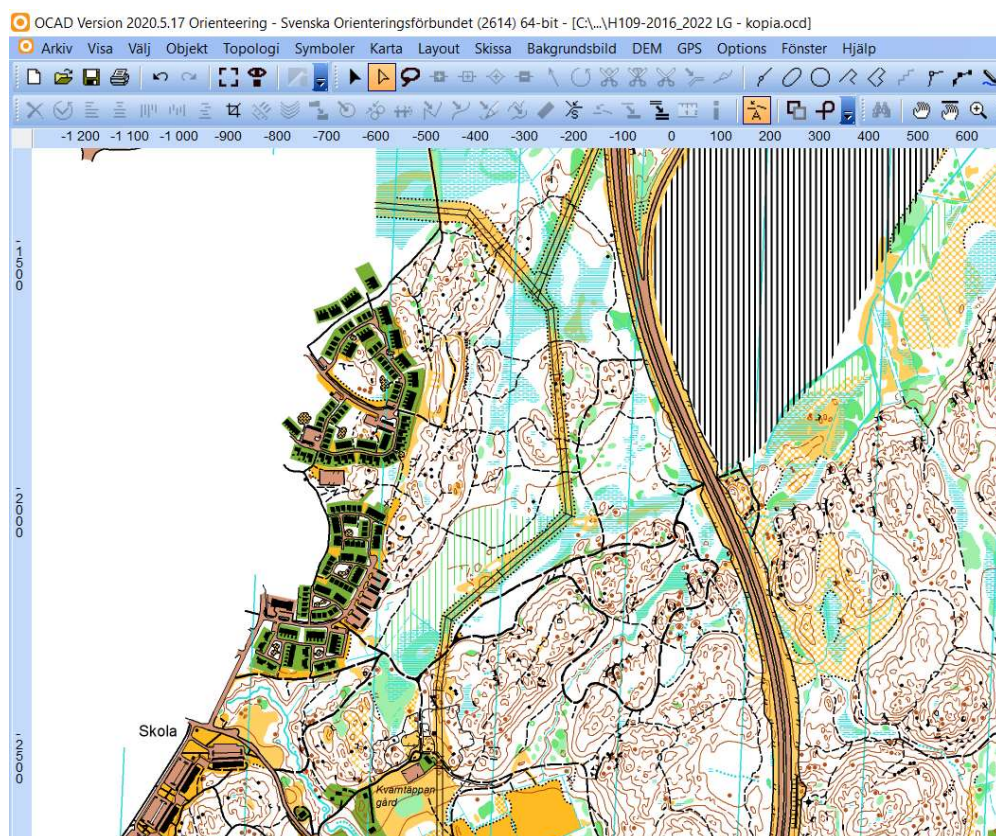 OCAD Version 2020.5.17 Orienteering - Svenska Orienteringsförbundet (2614) 64-bit - [C:\...\H109-2016_2022 LG - kopia.ocd]
Arkiv Visa Välj Objekt Topologi Symboler Karta Layout Skissa Bakgrundsbild DEM GPS Options Fönster Hjälp
-1 200 -1 100 -1 000 -900 -800 -700 -600 -500 -400 -300 -200 -100 0 100 200 300 400 500 600
-1500
-2000
Skola
-2500
Kvarntäppan
gård